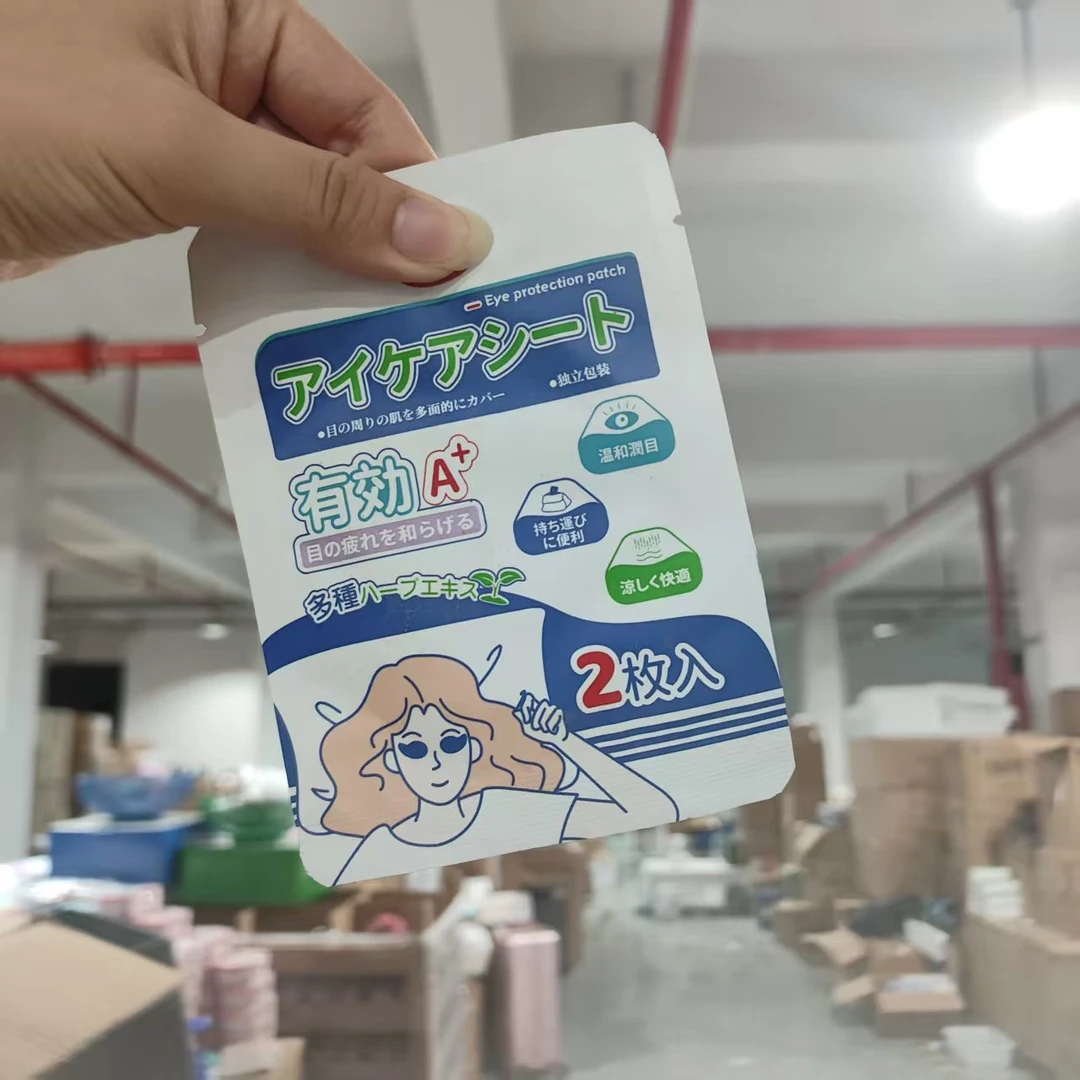 Eye protection patch
アイケアシート
●目の周りの肌を多面的にカバー
●独立包装
有効A+
目の疲れを和らげる
多種ハーブエキス
温和潤目
持ち運び
に便利
涼しく快適
2枚入